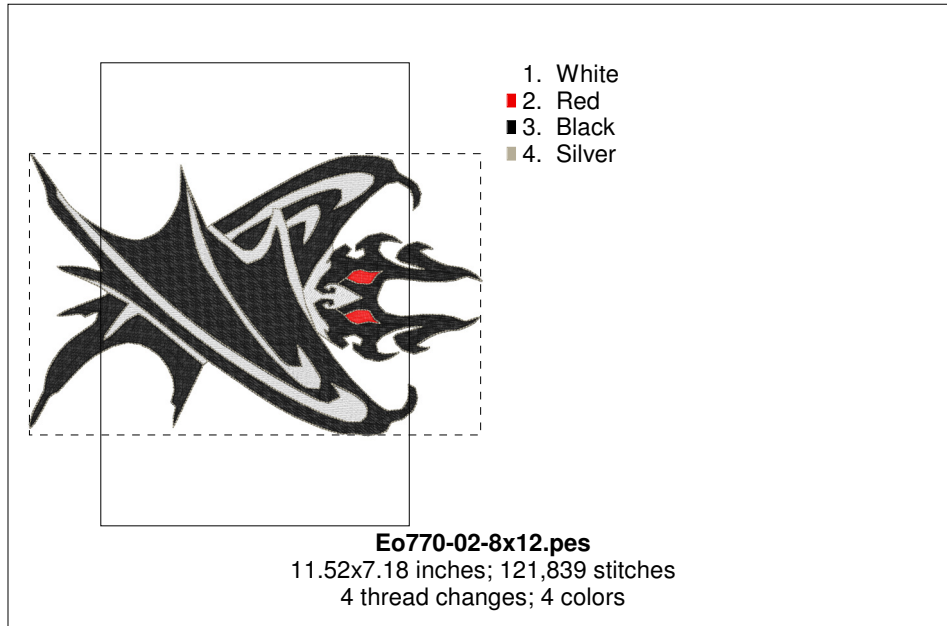 1. White
2. Red
3. Black
4. Silver
Eo770-02-8x12.pes
11.52x7.18 inches; 121,839 stitches
4 thread changes; 4 colors